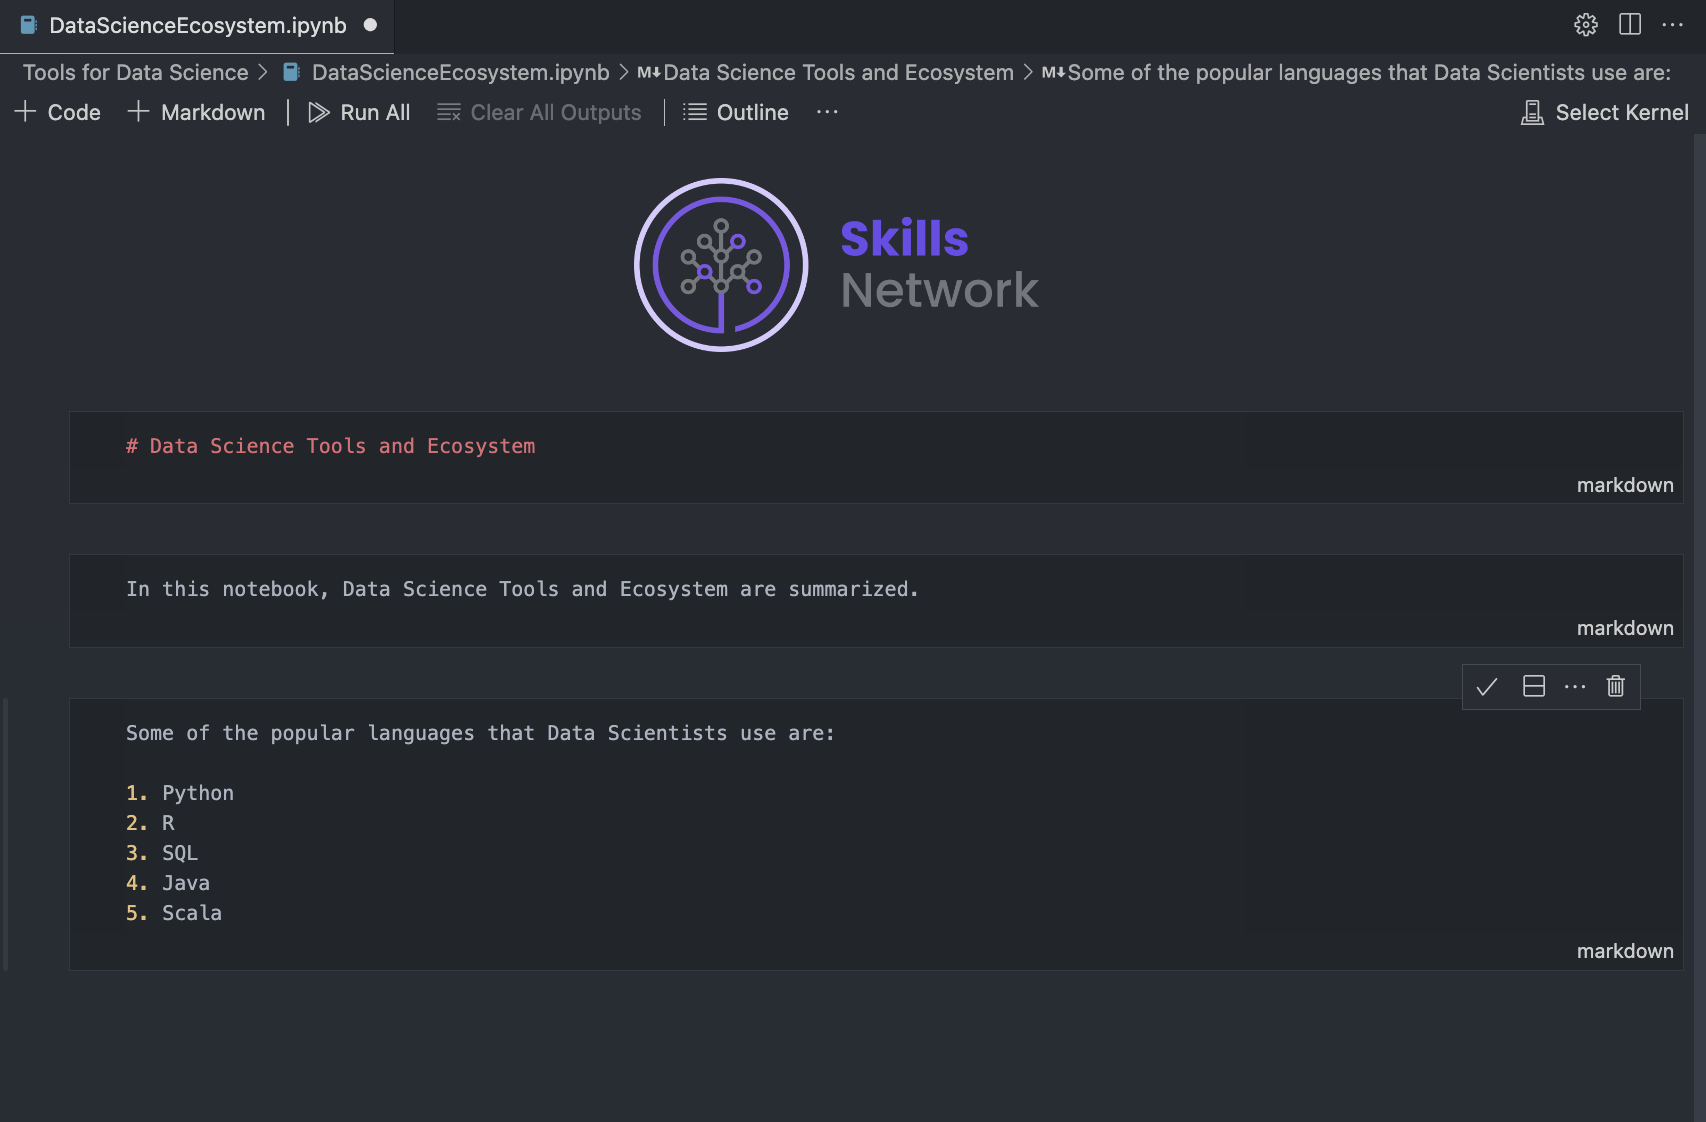 DataScienceEcosystem.ipynb
Tools for Data Science > DataScienceEcosystem.ipynb > M↓Data Science Tools and Ecosystem > M↓Some of the popular languages that Data Scientists use are:
+ Code + Markdown | Run All Clear All Outputs | Outline ··· Select Kernel
Skills
Network
# Data Science Tools and Ecosystem
markdown
In this notebook, Data Science Tools and Ecosystem are summarized.
markdown
Some of the popular languages that Data Scientists use are:
1. Python
2. R
3. SQL
4. Java
5. Scala
markdown